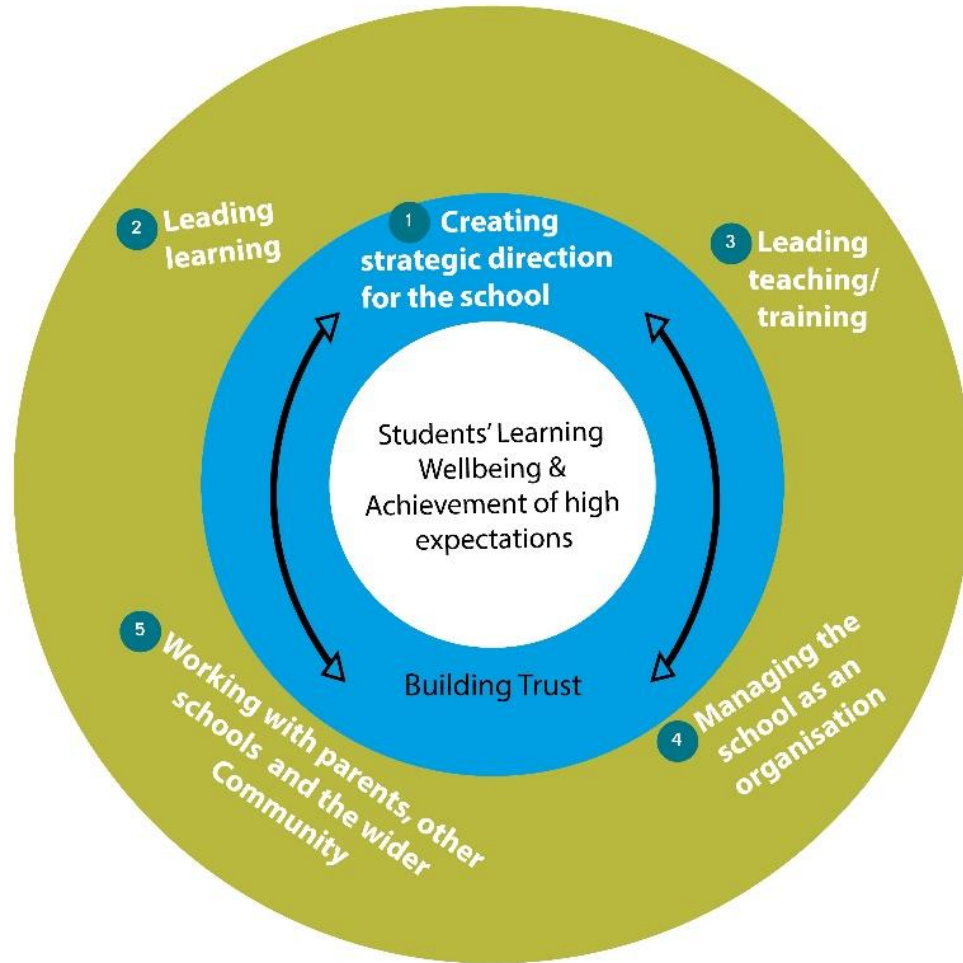 1 Creating
strategic direction
for the school
2 Leading
learning
3 Leading
teaching/
training
Students' Learning
Wellbeing &
Achievement of high
expectations
Building Trust
4 Managing the
school as an
organisation
5 Working with parents, other
schools and the wider
Community